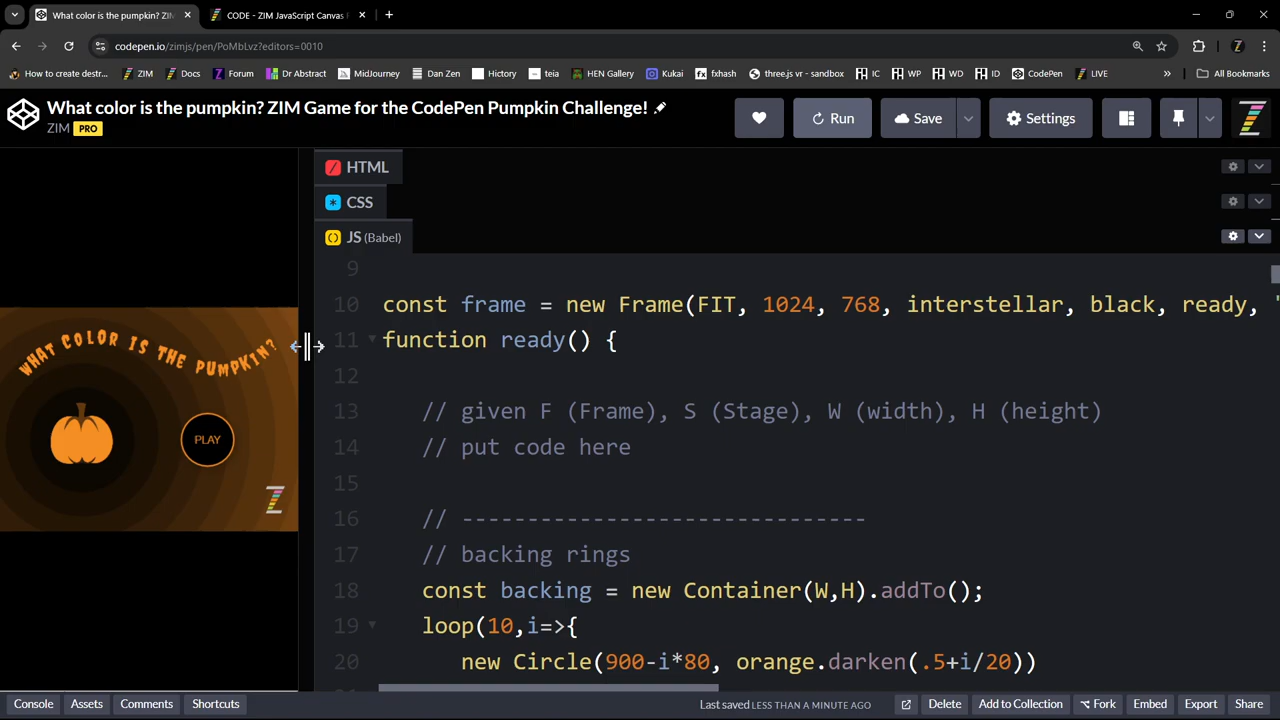 What color is the pumpkin? ZI
CODE - ZIM JavaScript Canvas
codepen.io/zimjs/pen/PoMbLvz?editors=0010
How to create destr... ZIM Docs Forum Dr Abstract MidJourney Dan Zen Hictory teia HEN Gallery Kukai fxhash three.js vr - sandbox IC WP WD ID CodePen LIVE » All Bookmarks
What color is the pumpkin? ZIM Game for the CodePen Pumpkin Challenge!
ZIM PRO
Run Save Settings
HTML
CSS
JS (Babel)
9
10 const frame = new Frame(FIT, 1024, 768, interstellar, black, ready, "
11 function ready() {
12
13 // given F (Frame), S (Stage), W (width), H (height)
14 // put code here
15
16 // -------------------------------
17 // backing rings
18 const backing = new Container(W,H).addTo();
19 loop(10,i=>{
20 new Circle(900-i*80, orange.darken(.5+i/20))
WHAT COLOR IS THE PUMPKIN?
PLAY
Console Assets Comments Shortcuts Last saved LESS THAN A MINUTE AGO Delete Add to Collection Fork Embed Export Share